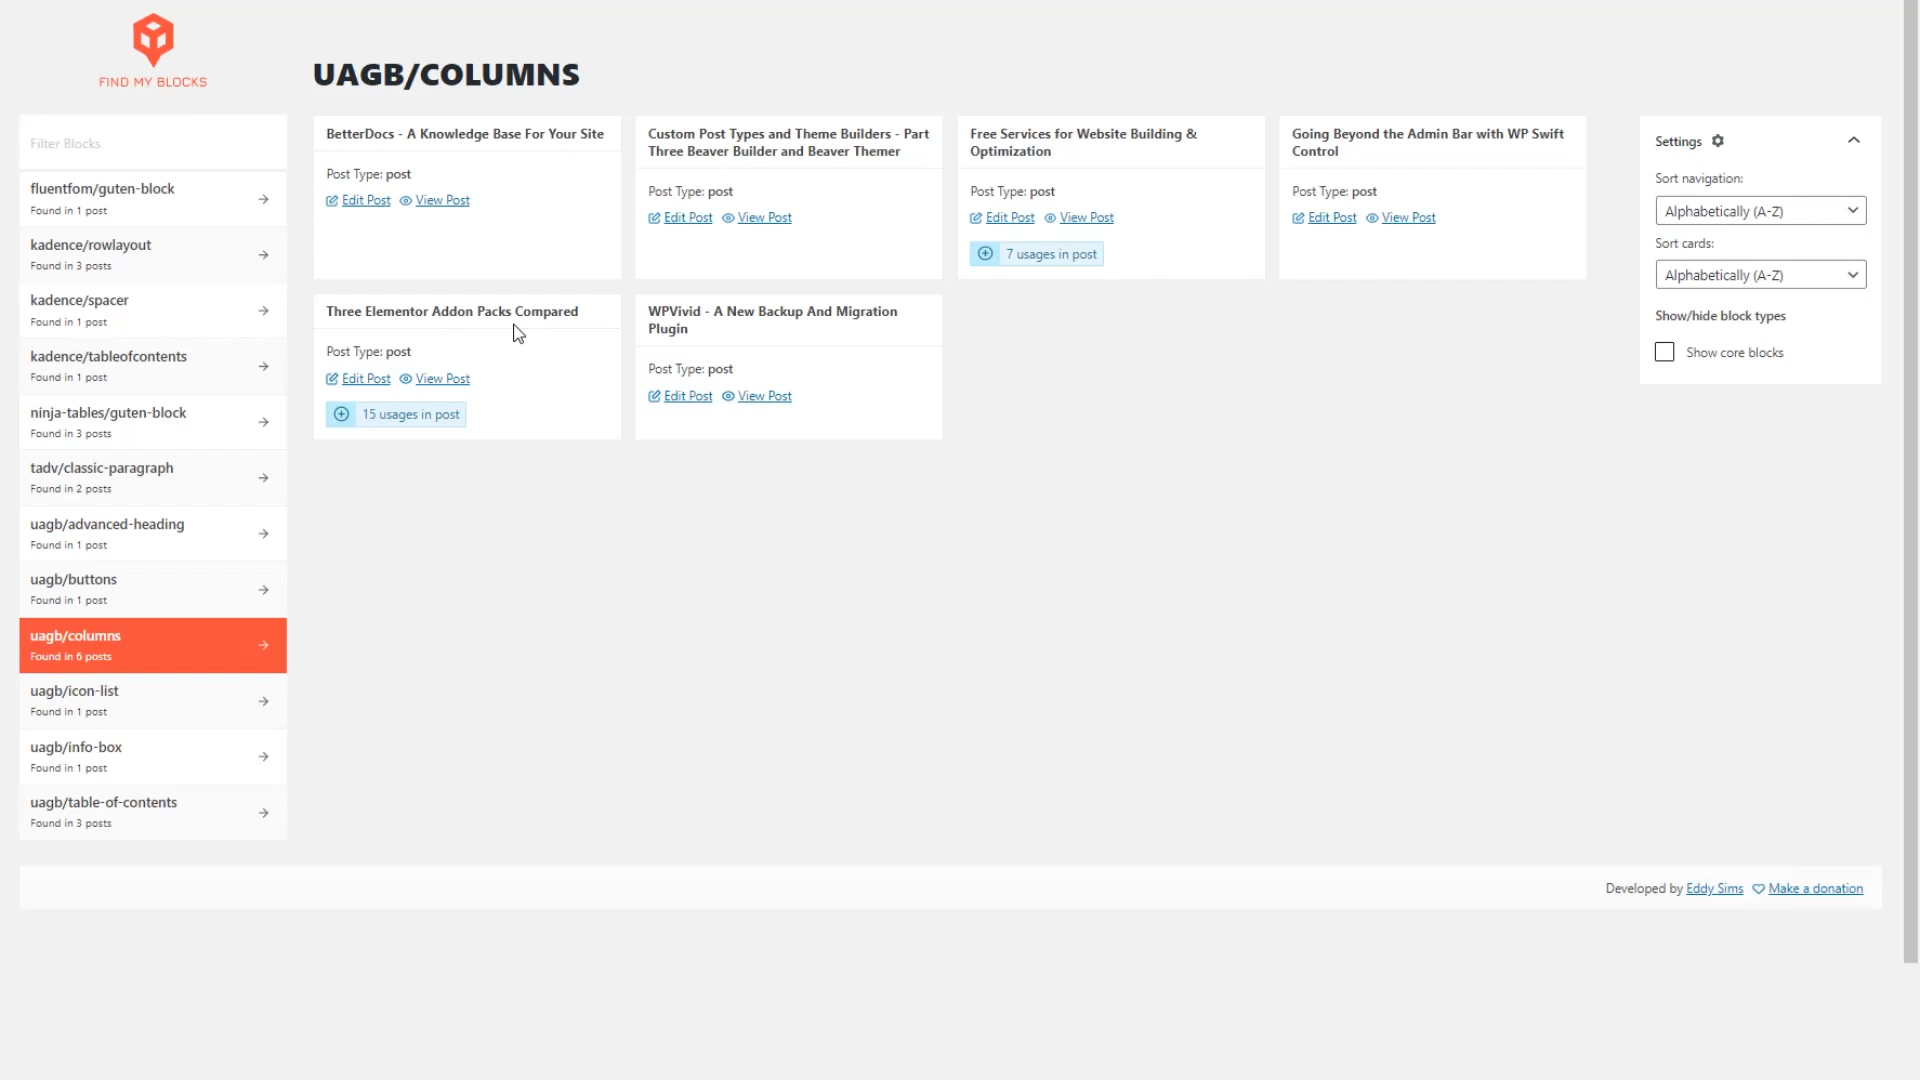 FIND MY BLOCKS
UAGB/COLUMNS
Filter Blocks
fluentfom/guten-block
Found in 1 post
kadence/rowlayout
Found in 3 posts
kadence/spacer
Found in 1 post
kadence/tableofcontents
Found in 1 post
ninja-tables/guten-block
Found in 3 posts
tadv/classic-paragraph
Found in 2 posts
uagb/advanced-heading
Found in 1 post
uagb/buttons
Found in 1 post
uagb/columns
Found in 6 posts
uagb/icon-list
Found in 1 post
uagb/info-box
Found in 1 post
uagb/table-of-contents
Found in 3 posts
BetterDocs - A Knowledge Base For Your Site
Post Type: post
Edit Post View Post
Custom Post Types and Theme Builders - Part
Three Beaver Builder and Beaver Themer
Post Type: post
Edit Post View Post
Free Services for Website Building &
Optimization
Post Type: post
Edit Post View Post
7 usages in post
Going Beyond the Admin Bar with WP Swift
Control
Post Type: post
Edit Post View Post
Three Elementor Addon Packs Compared
Post Type: post
Edit Post View Post
15 usages in post
WPVivid - A New Backup And Migration
Plugin
Post Type: post
Edit Post View Post
Settings
Sort navigation:
Alphabetically (A-Z)
Sort cards:
Alphabetically (A-Z)
Show/hide block types
Show core blocks
Developed by Eddy Sims Make a donation